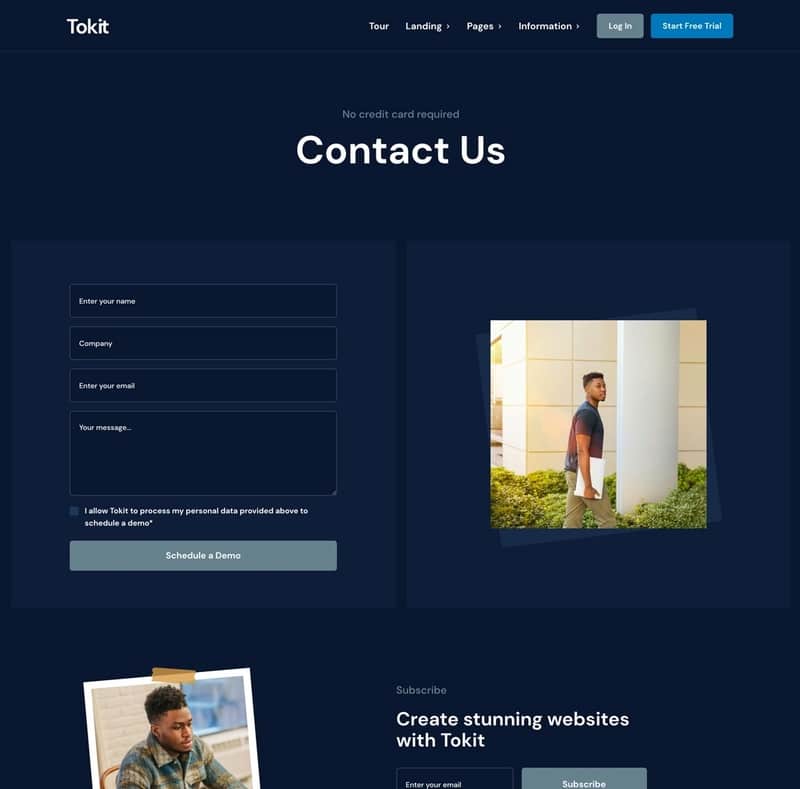 Tokit
Tour
Landing
Pages
Information
Log In
Start Free Trial
No credit card required
Contact Us
Enter your name
Company
Enter your email
Your message...
I allow Tokit to process my personal data provided above to
schedule a demo*
Schedule a Demo
Subscribe
Create stunning websites
with Tokit
Enter your email
Subscribe